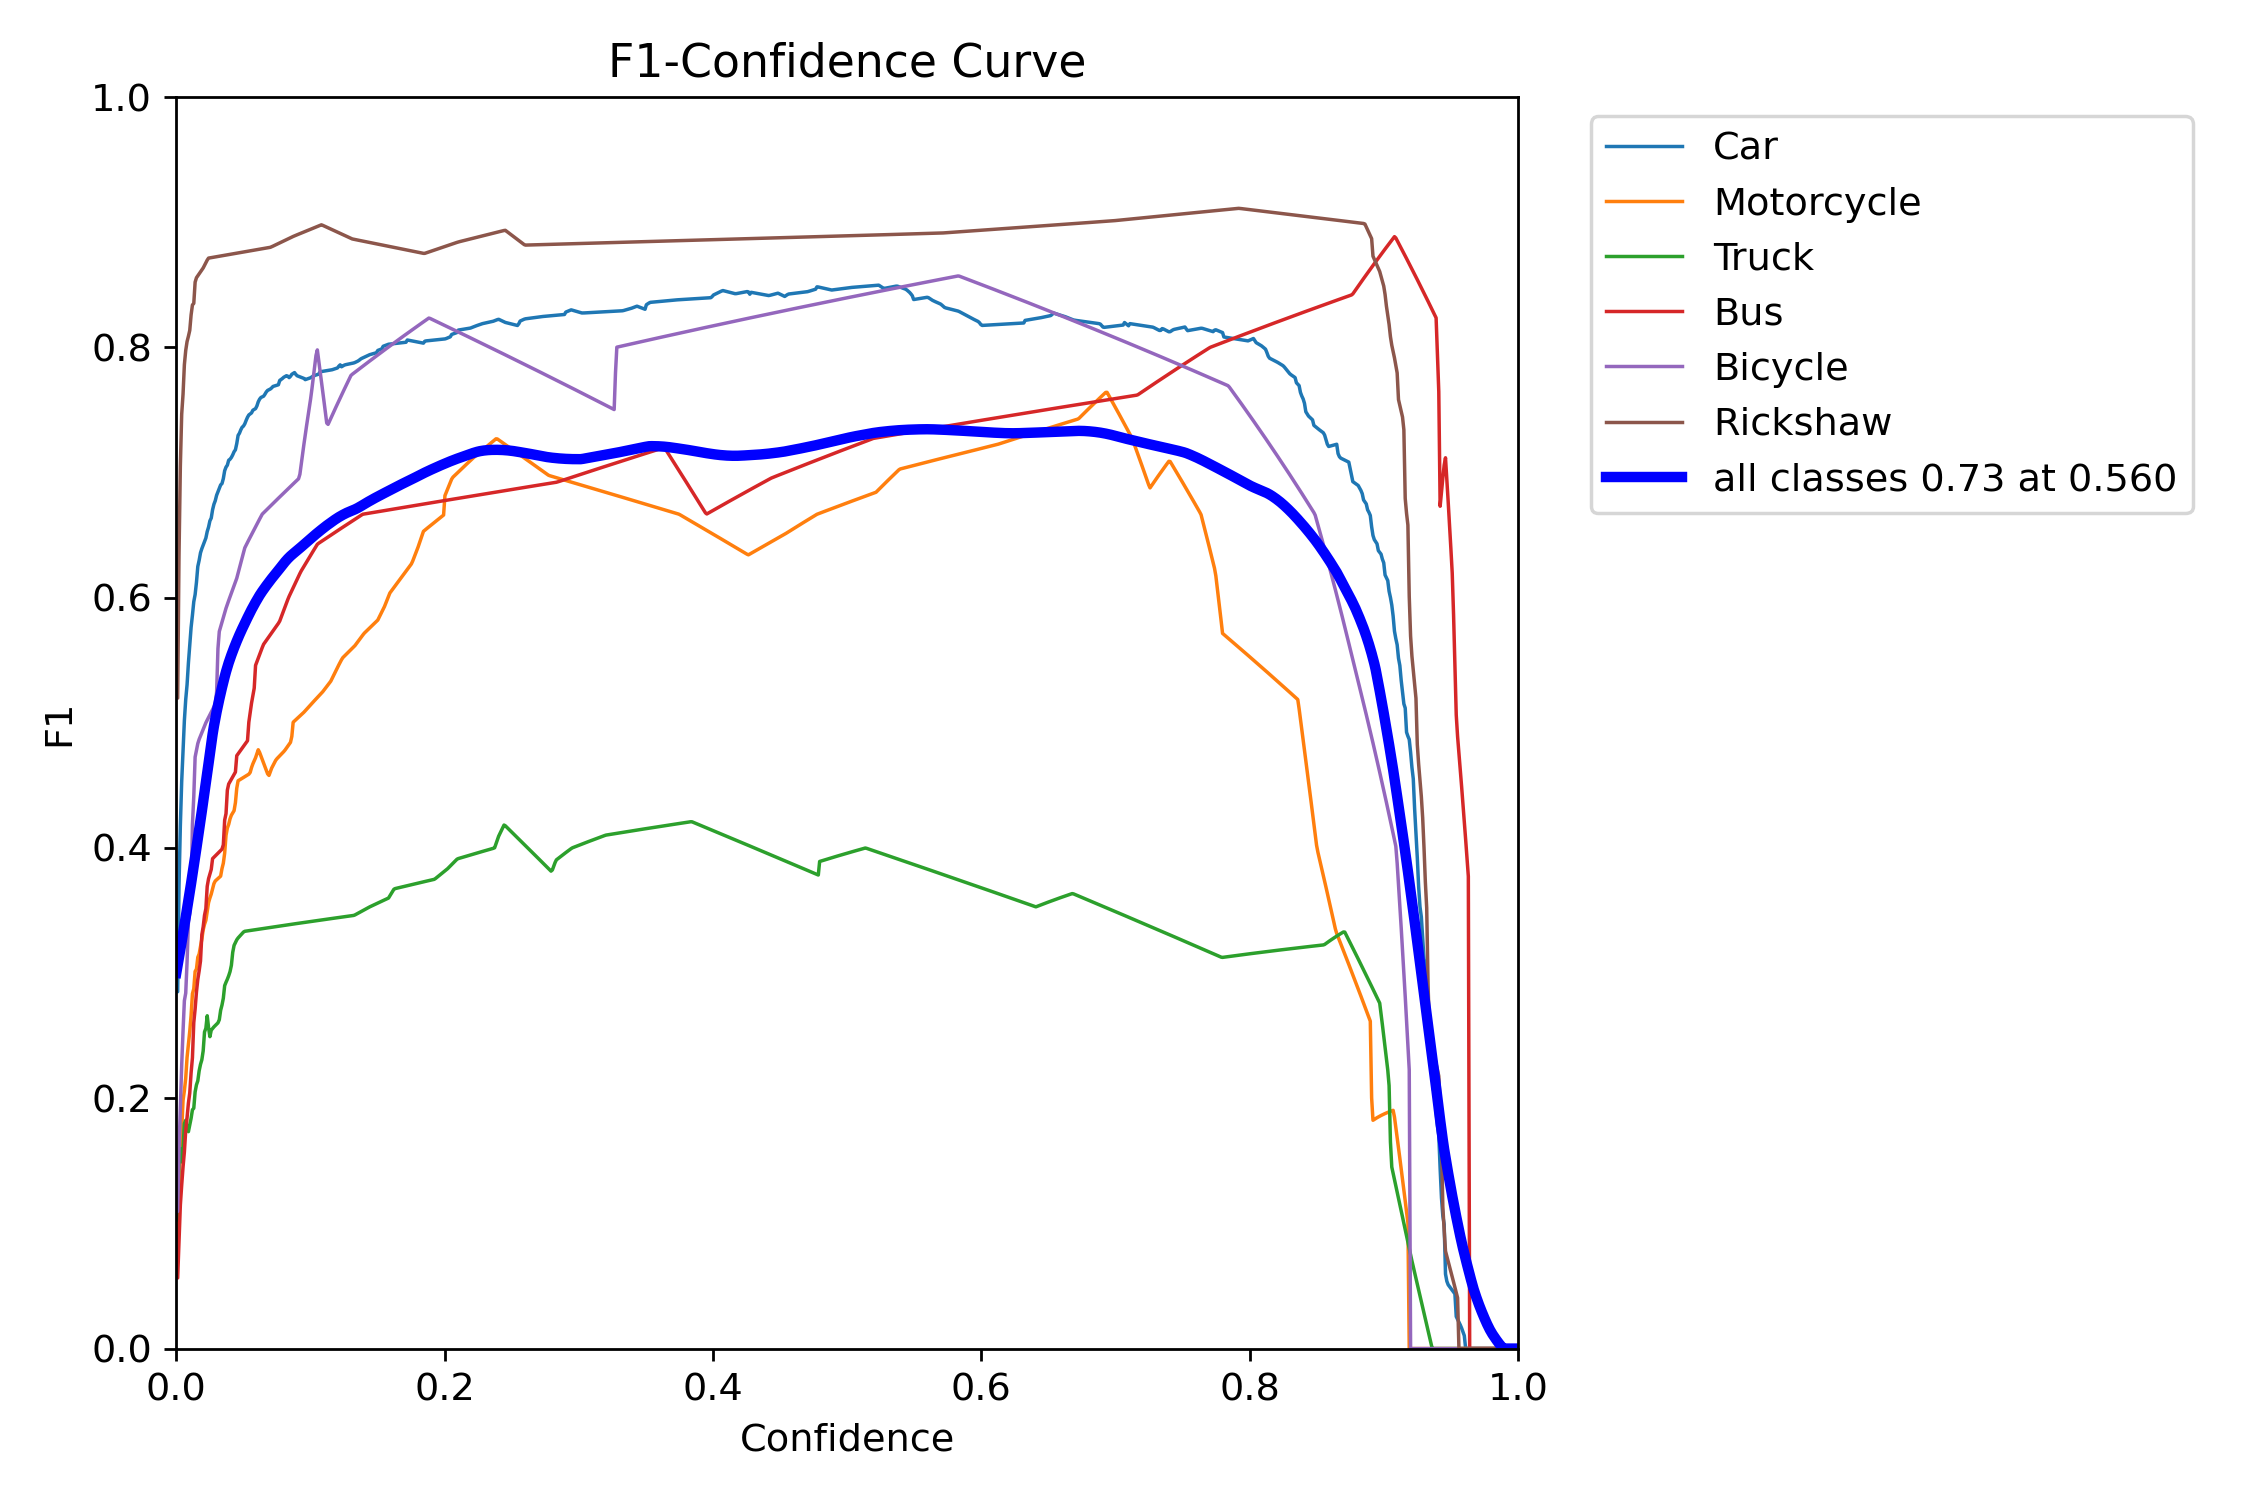 F1-Confidence Curve
1.0
0.8
0.6
0.4
0.2
0.0
F1
0.0 0.2 0.4 0.6 0.8 1.0
Confidence
Car
Motorcycle
Truck
Bus
Bicycle
Rickshaw
all classes 0.73 at 0.560